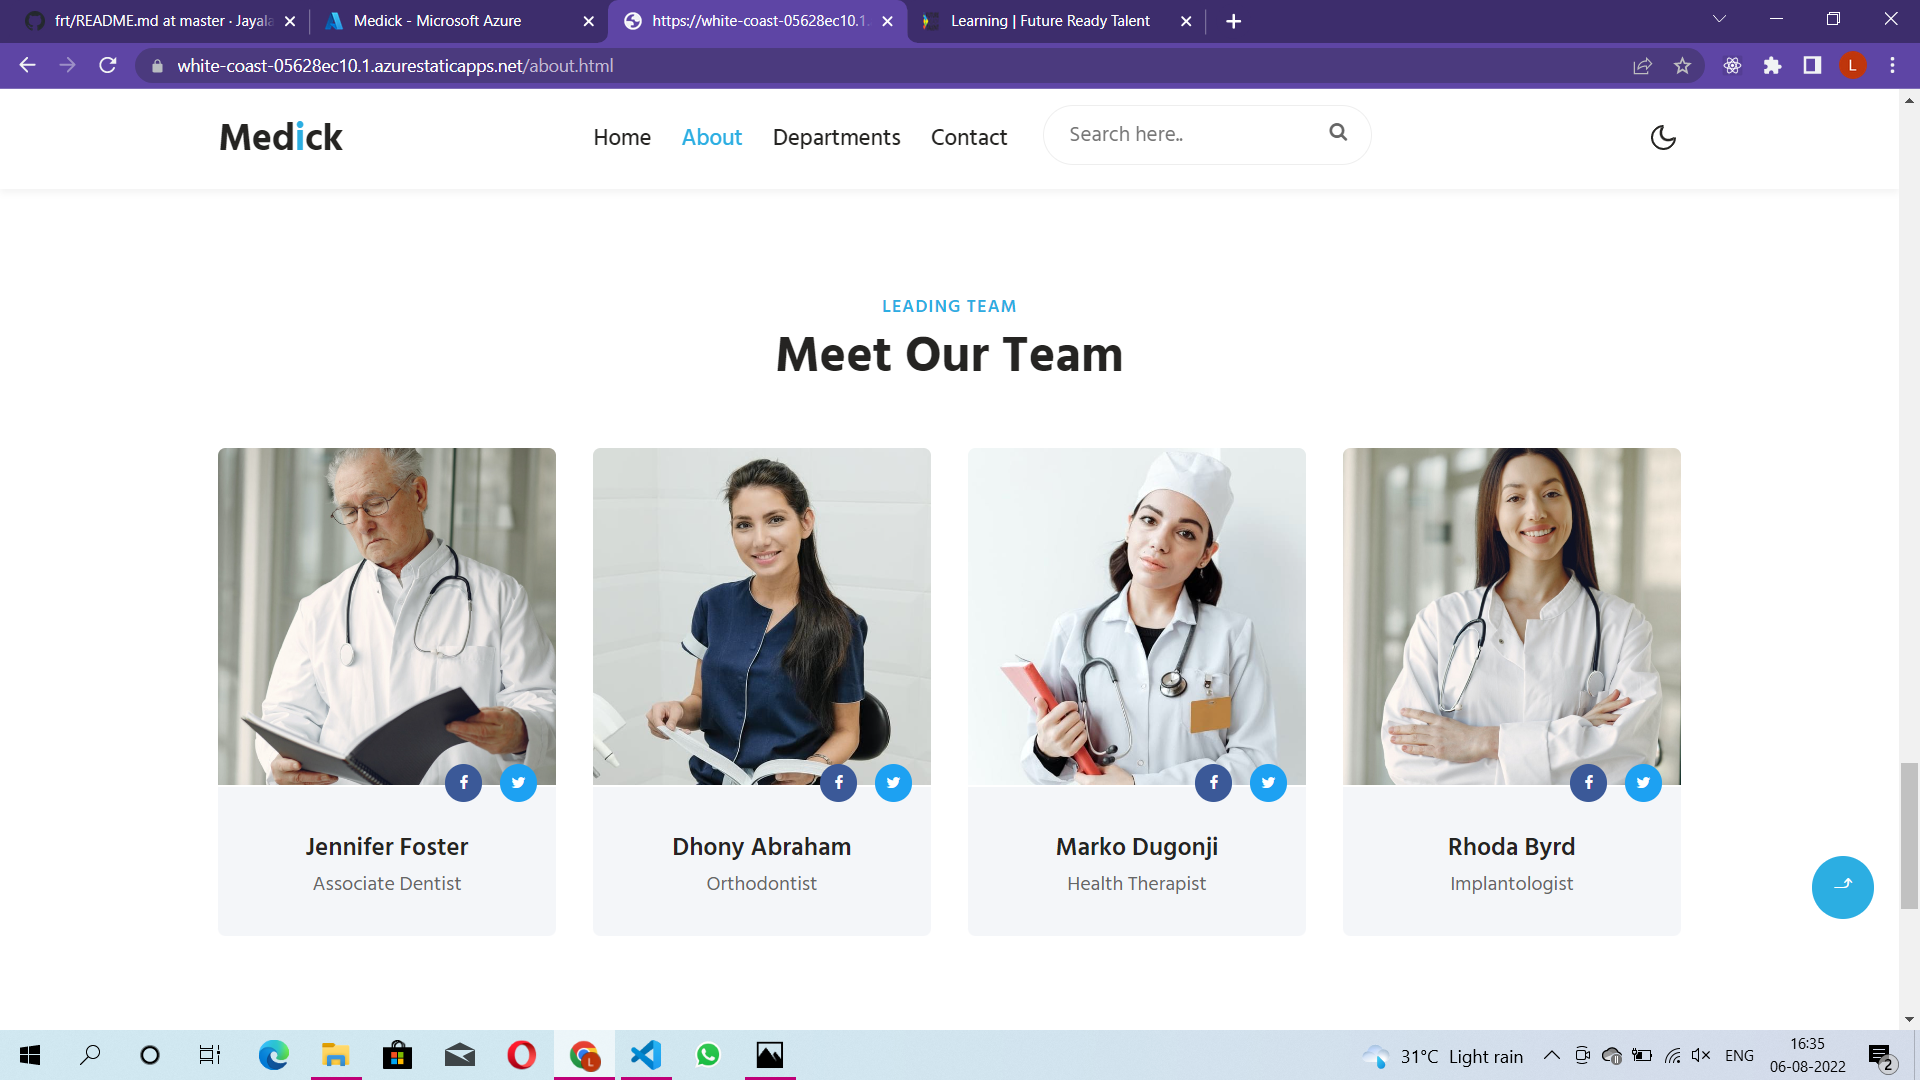 frt/README.md at master · Jayala
Medick - Microsoft Azure
https://white-coast-05628ec10.1.
Learning | Future Ready Talent
white-coast-05628ec10.1.azurestaticapps.net/about.html
L
Medick
Home
About
Departments
Contact
Search here..
LEADING TEAM
Meet Our Team
Jennifer Foster
Associate Dentist
Dhony Abraham
Orthodontist
Marko Dugonji
Health Therapist
Rhoda Byrd
Implantologist
L
31°C Light rain
ENG
16:35
06-08-2022
2